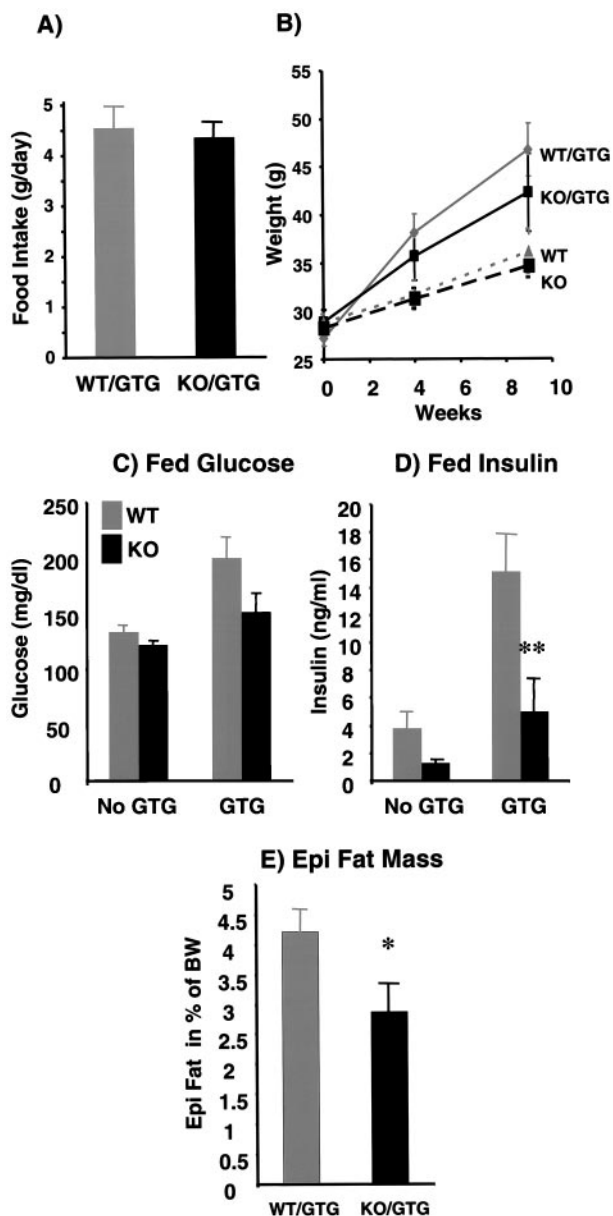 A)
Food Intake (g/day)
5
4
3
2
1
0
WT/GTG KO/GTG
B)
Weight (g)
55
50
45
40
35
30
25
WT/GTG
KO/GTG
WT
KO
0 2 4 6 8 10
Weeks
C) Fed Glucose
Glucose (mg/dl)
250
200
150
100
50
0
WT
KO
No GTG GTG
D) Fed Insulin
Insulin (ng/ml)
20
18
16
14
12
10
8
6
4
2
0
**
No GTG GTG
E) Epi Fat Mass
Epi Fat in % of BW
5
4.5
4
3.5
3
2.5
2
1.5
1
0.5
0
*
WT/GTG KO/GTG